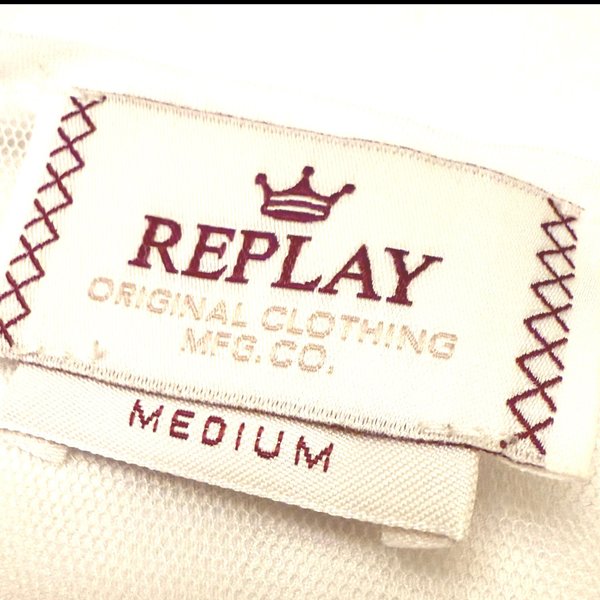 REPLAY
ORIGINAL CLOTHING
MFG. CO.
MEDIUM